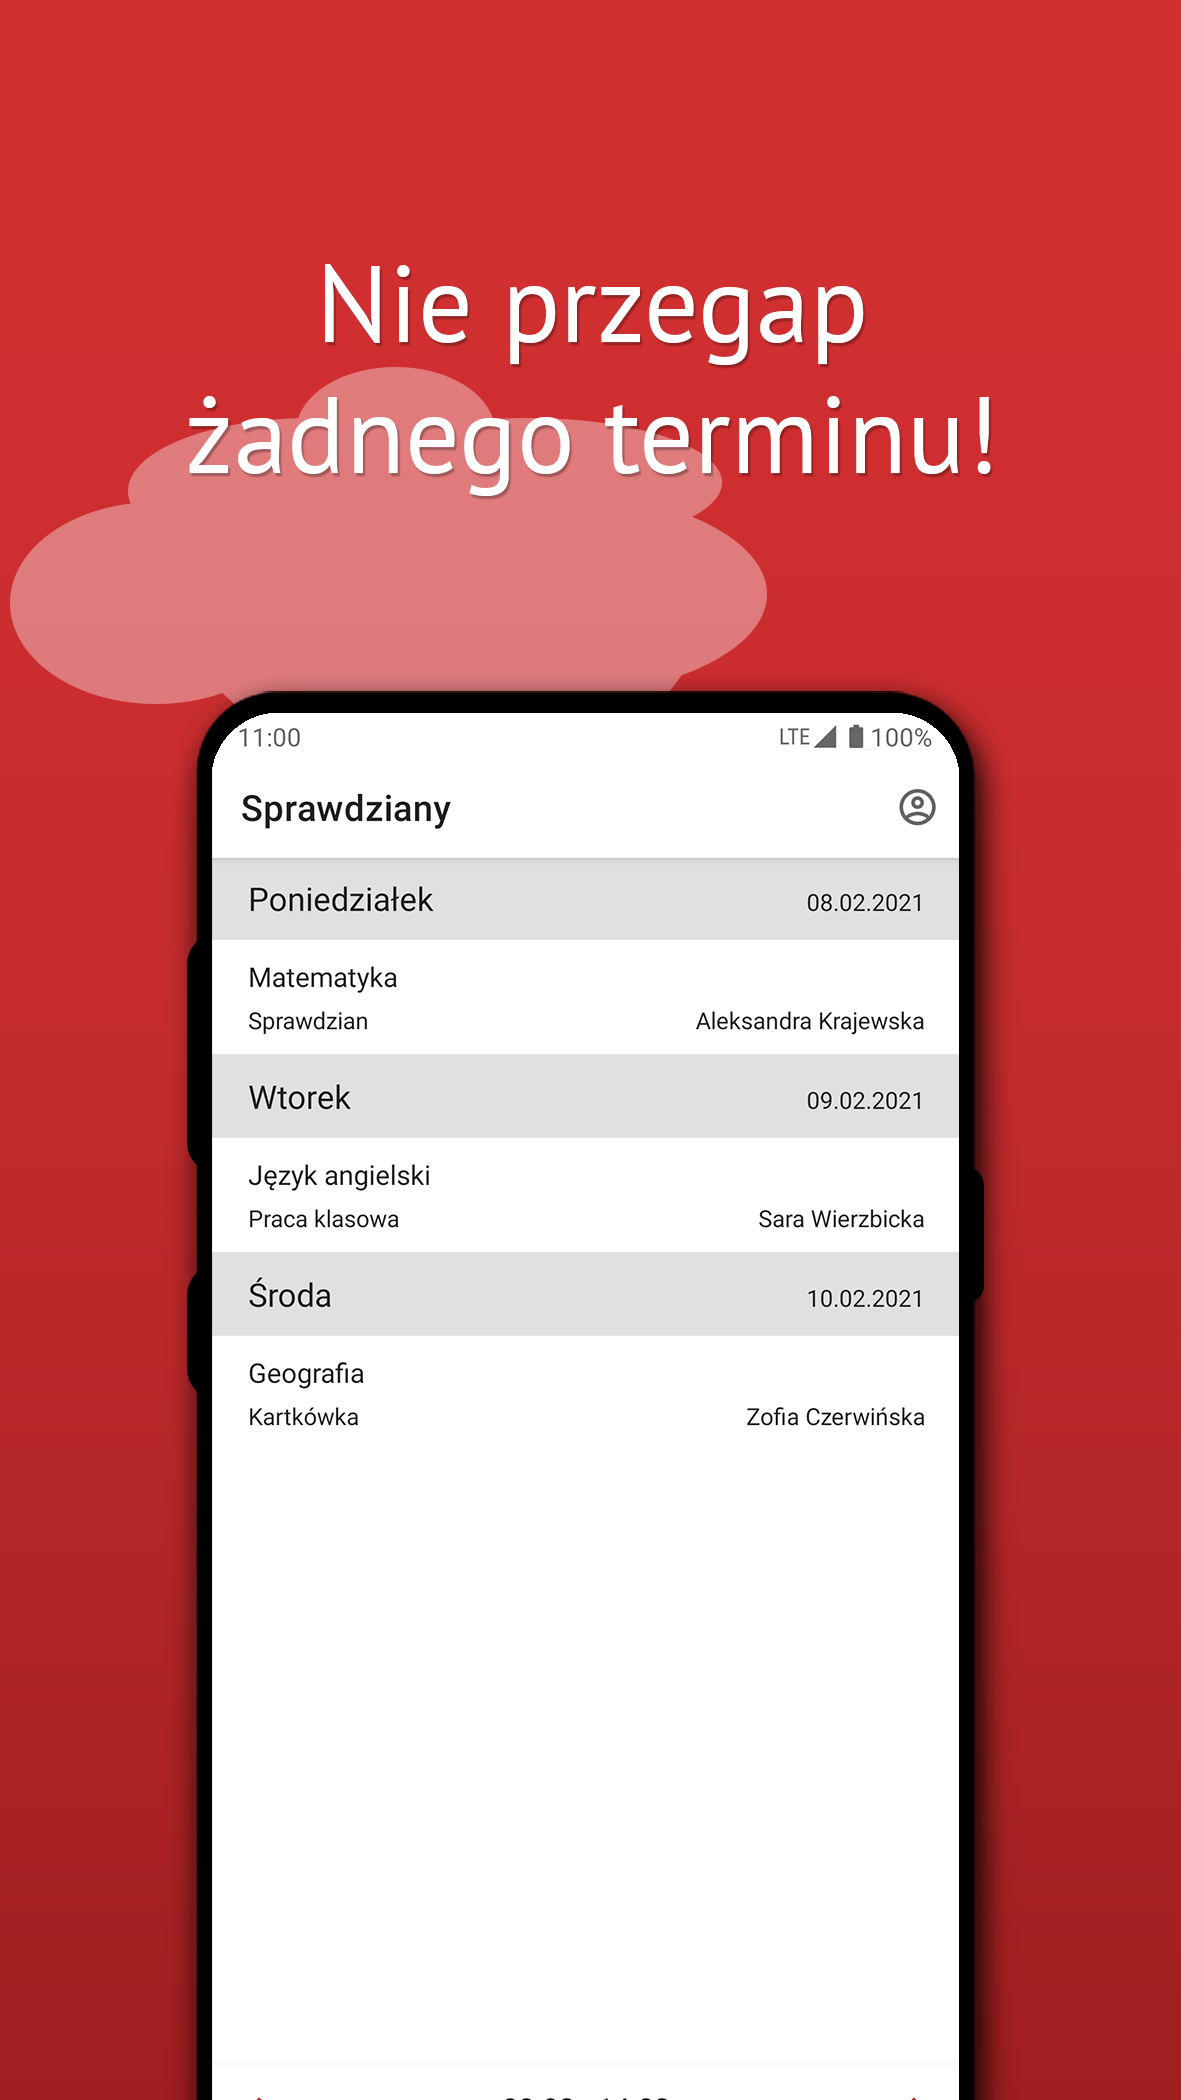 Nie przegap
żadnego terminu!
11:00 LTE 100%
Sprawdziany
Poniedziałek 08.02.2021
Matematyka
Sprawdzian Aleksandra Krajewska
Wtorek 09.02.2021
Język angielski
Praca klasowa Sara Wierzbicka
Środa 10.02.2021
Geografia
Kartkówka Zofia Czerwińska